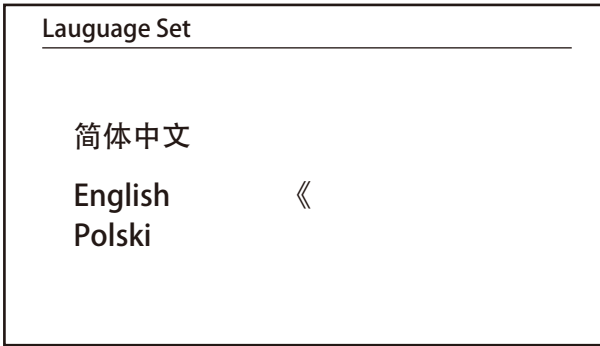 Lauguage Set
简体中文
English 《
Polski